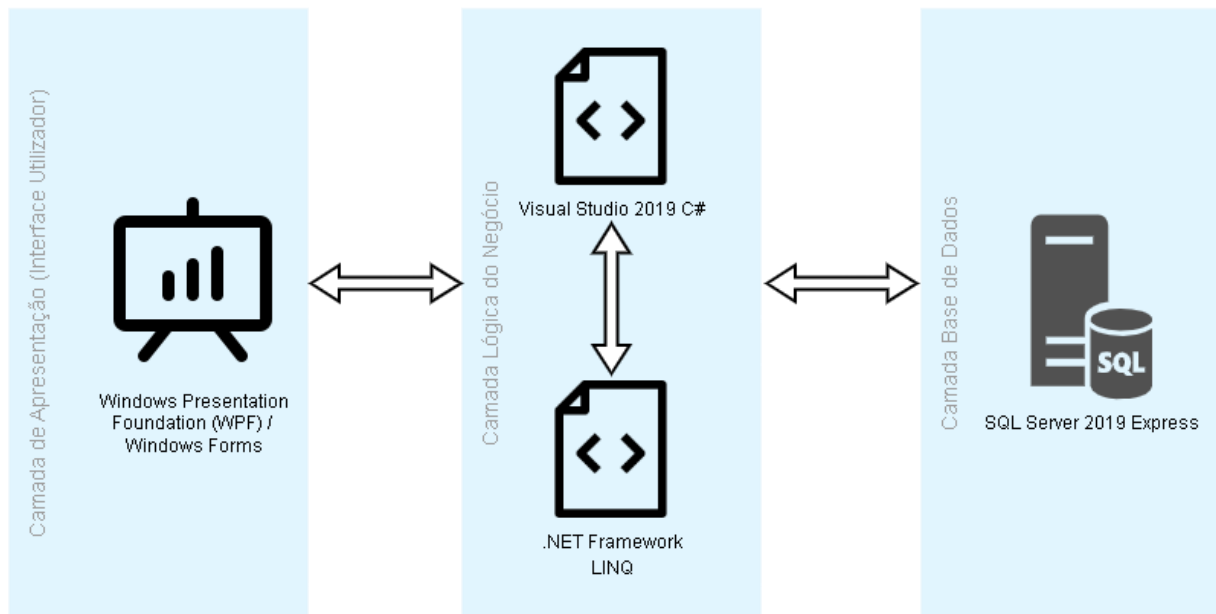 Camada de Apresentação (Interface Utilizador)
Windows Presentation
Foundation (WPF) /
Windows Forms
Camada Lógica do Negócio
Visual Studio 2019 C#
.NET Framework
LINQ
Camada Base de Dados
SQL
SQL Server 2019 Express